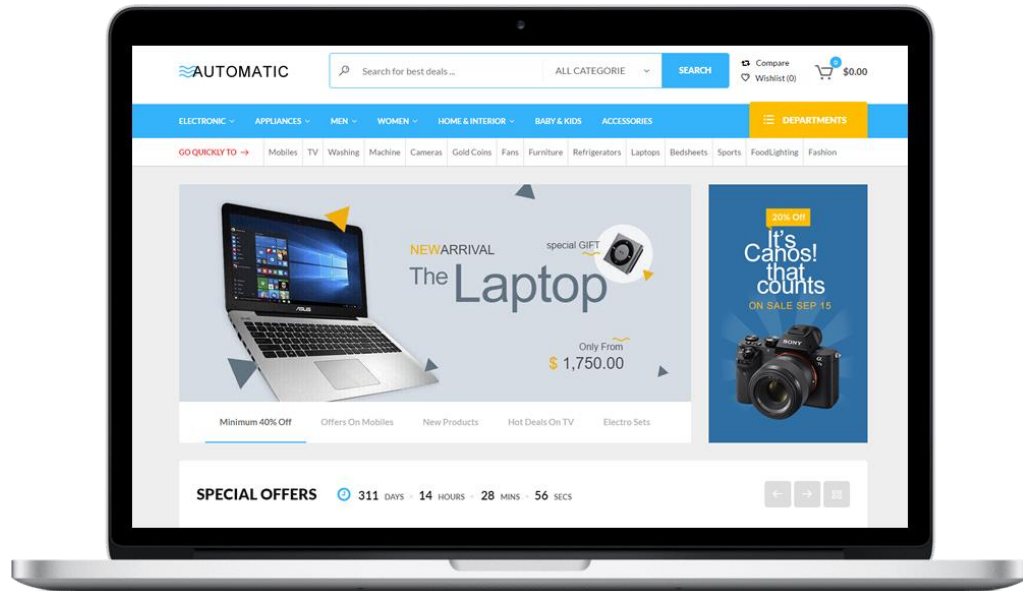 AUTOMATIC
Search for best deals ...
ALL CATEGORIE
SEARCH
Compare
Wishlist (0)
0
$0.00
ELECTRONIC APPLIANCES MEN WOMEN HOME & INTERIOR BABY & KIDS ACCESSORIES
DEPARTMENTS
GO QUICKLY TO → Mobiles TV Washing Machine Cameras Gold Coins Fans Furniture Refrigerators Laptops Bedsheets Sports FoodLighting Fashion
NEWARRIVAL
special GIFT
The Laptop
Only From
$ 1,750.00
ASUS
20% Off
It's
Canos!
that
counts
ON SALE SEP 15
SONY
Minimum 40% Off Offers On Mobiles New Products Hot Deals On TV Electro Sets
SPECIAL OFFERS 311 DAYS 14 HOURS 28 MINS 56 SECS